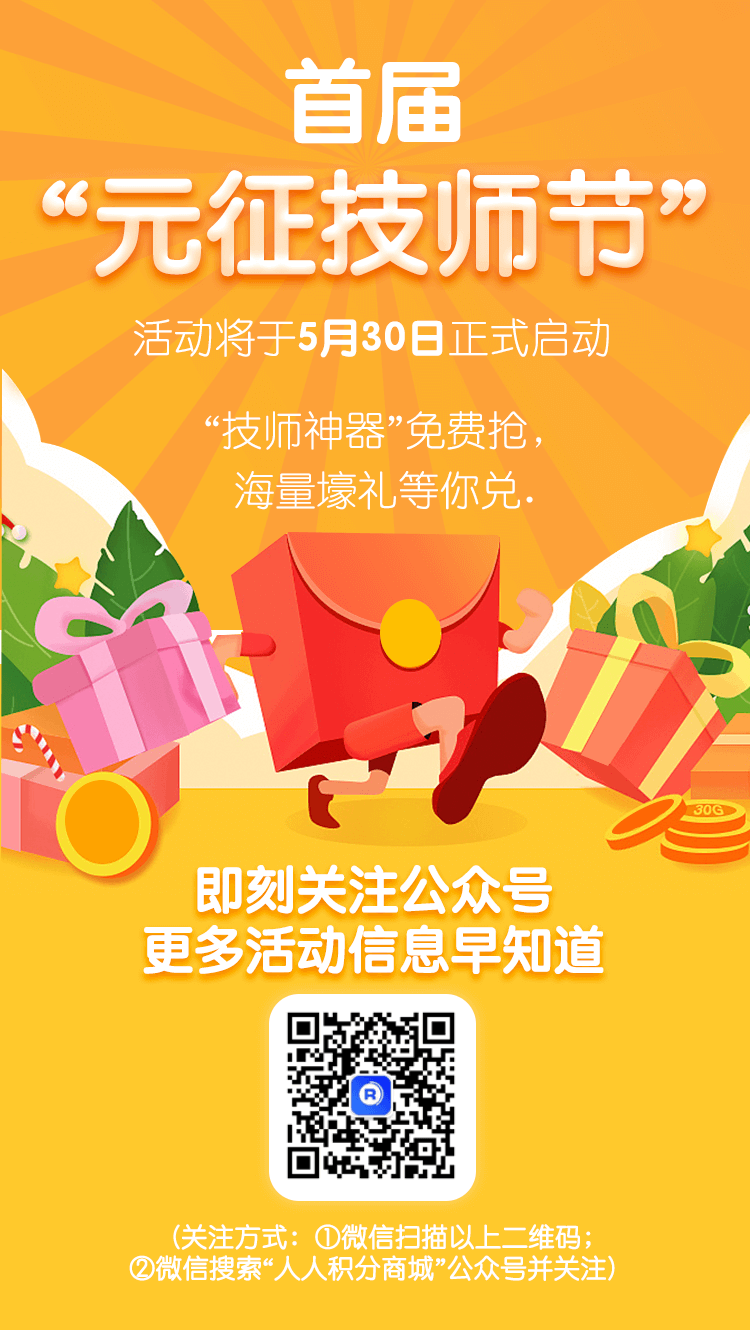 首届
“元征技师节”
活动将于5月30日正式启动
“技师神器”免费抢，
海量壕礼等你兑.
30G
即刻关注公众号
更多活动信息早知道
R
（关注方式：①微信扫描以上二维码；
②微信搜索“人人积分商城”公众号并关注）